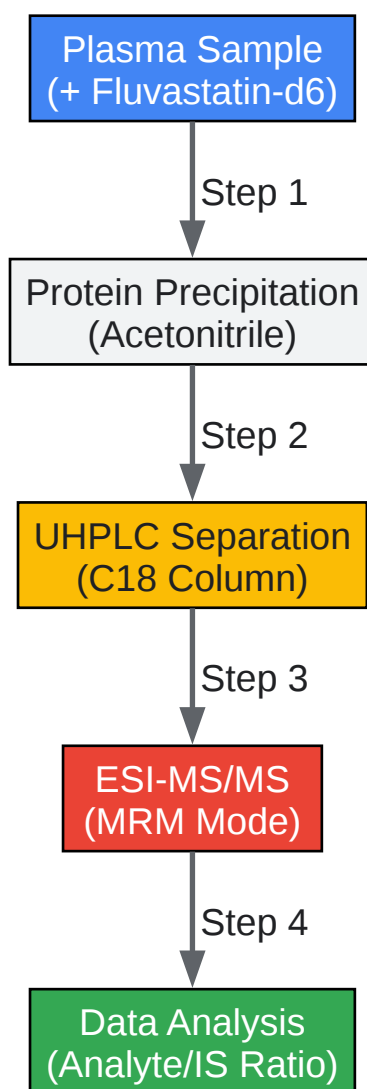 Plasma Sample
(+ Fluvastatin-d6)
Step 1
Protein Precipitation
(Acetonitrile)
Step 2
UHPLC Separation
(C18 Column)
Step 3
ESI-MS/MS
(MRM Mode)
Step 4
Data Analysis
(Analyte/IS Ratio)